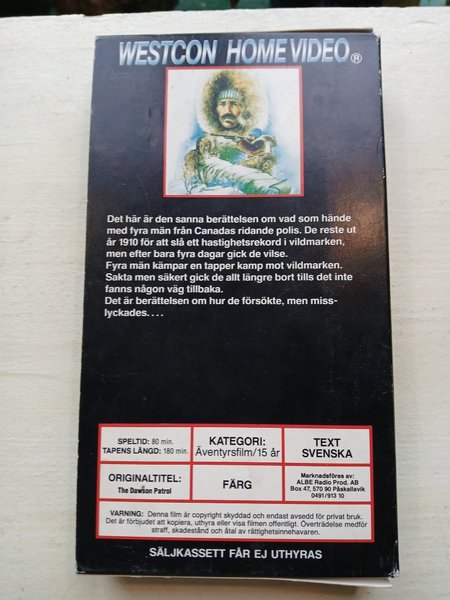 WESTCON HOME VIDEO®
Det här är den sanna berättelsen om vad som hände
med fyra män från Canadas ridande polis. De reste ut
år 1910 för att slå ett hastighetsrekord i vildmarken,
men efter bara fyra dagar gick de vilse.
Fyra män kämpar en tapper kamp mot vildmarken.
Sakta men säkert gick de allt längre bort tills det inte
fanns någon väg tillbaka.
Det är berättelsen om hur de försökte, men miss-
lyckades....
SPELTID: 80 min.
TAPENS LÄNGD: 180 min.
KATEGORI:
Äventyrsfilm/15 år
TEXT
SVENSKA
ORIGINALTITEL:
The Dawson Patrol
FÄRG
Marknadsföres av:
ALBE Radio Prod. AB
Box 47, 570 90 Påskallavik
0491/913 10
VARNING: Denna film är copyright skyddad och endast avsedd för privat bruk.
Det är förbjudet att kopiera, uthyra eller visa filmen offentligt. Överträdelse medför
straff, skadestånd och åtal av rättighetsinnehavaren.
SÄLJKASSETT FÅR EJ UTHYRAS